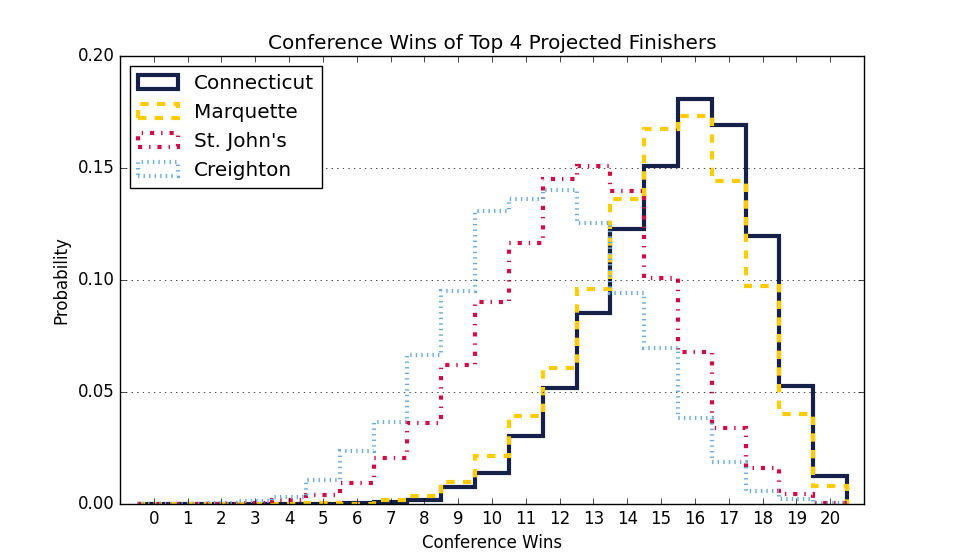 Conference Wins of Top 4 Projected Finishers
Connecticut
Marquette
St. John's
Creighton
Probability
0.20
0.15
0.10
0.05
0.00
0 1 2 3 4 5 6 7 8 9 10 11 12 13 14 15 16 17 18 19 20
Conference Wins